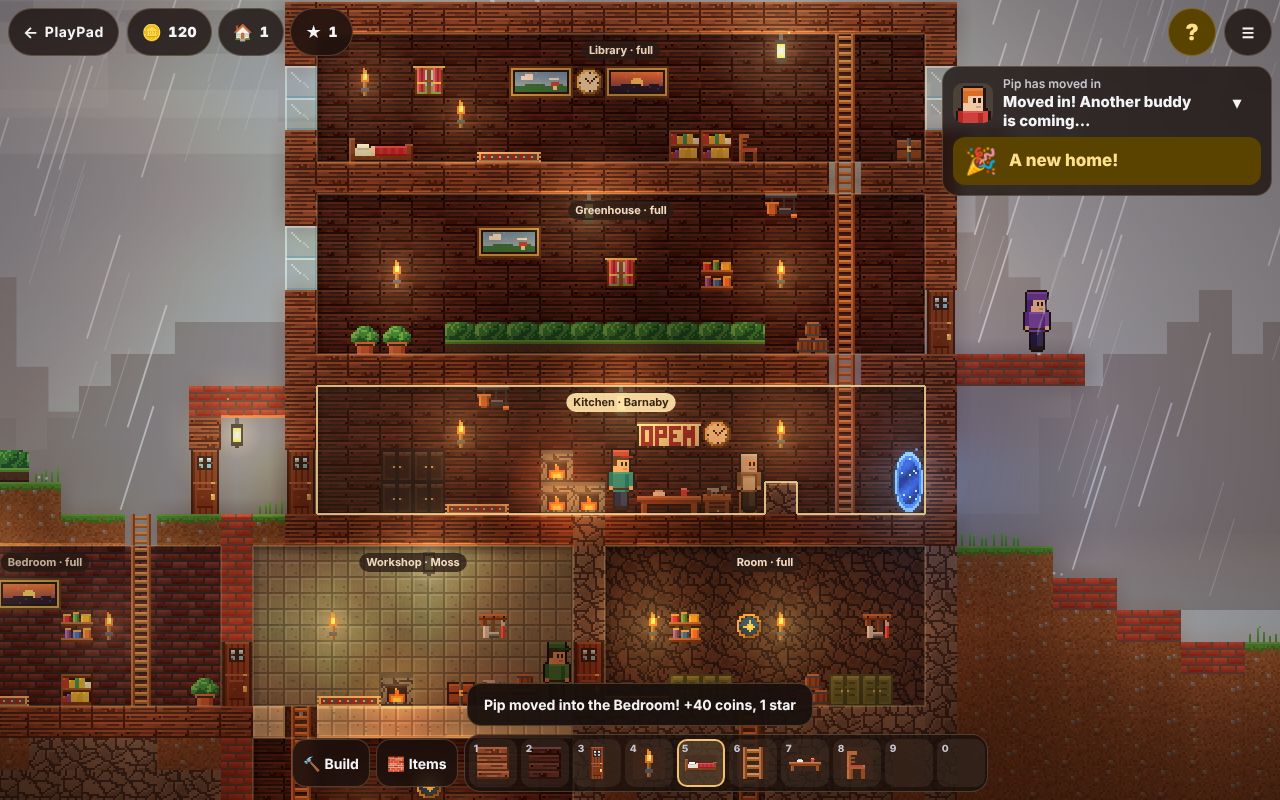 ← PlayPad
120
1
★ 1
?
Library · full
Pip has moved in
Moved in! Another buddy
is coming...
A new home!
Greenhouse · full
Kitchen · Barnaby
OPEN
Bedroom · full
Workshop · Moss
Room · full
Pip moved into the Bedroom! +40 coins, 1 star
Build
Items
1 2 3 4 5 6 7 8 9 0